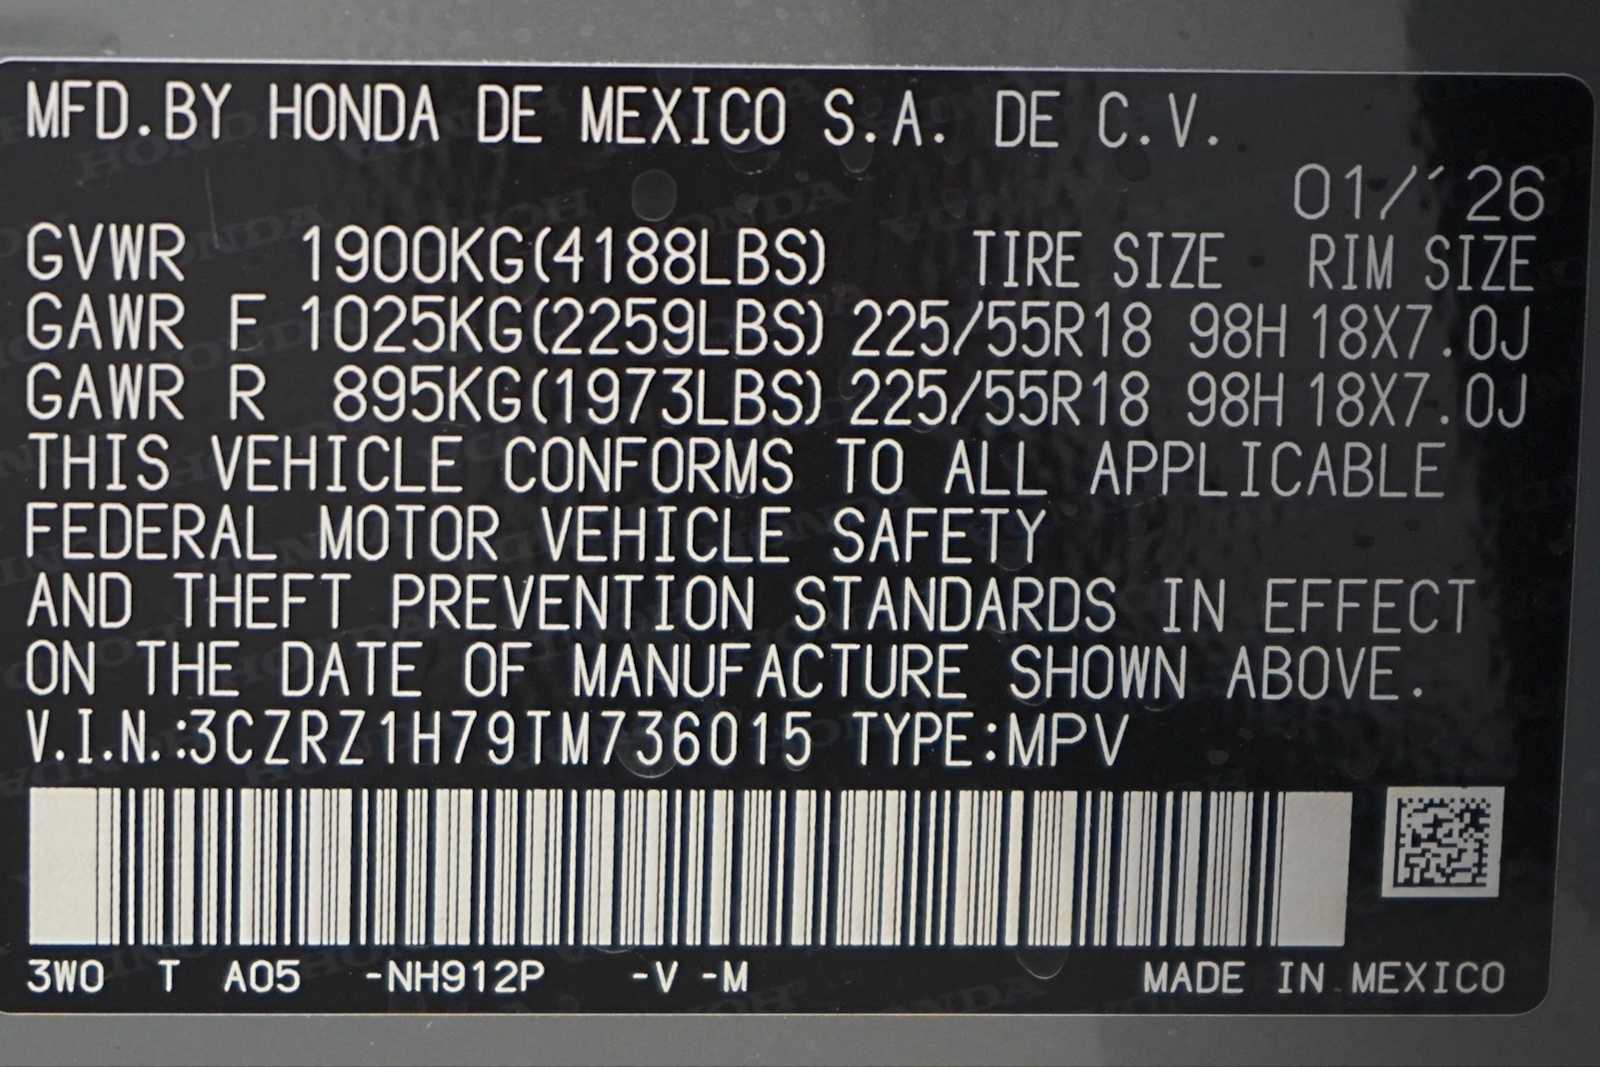 MFD.BY HONDA DE MEXICO S.A. DE C.V.
01/'26
GVWR 1900KG(4188LBS) TIRE SIZE RIM SIZE
GAWR F 1025KG(2259LBS) 225/55R18 98H 18X7.0J
GAWR R 895KG(1973LBS) 225/55R18 98H 18X7.0J
THIS VEHICLE CONFORMS TO ALL APPLICABLE
FEDERAL MOTOR VEHICLE SAFETY
AND THEFT PREVENTION STANDARDS IN EFFECT
ON THE DATE OF MANUFACTURE SHOWN ABOVE.
V.I.N.:3CZRZ1H79TM736015 TYPE:MPV
3W0 T A05 -NH912P -V -M MADE IN MEXICO